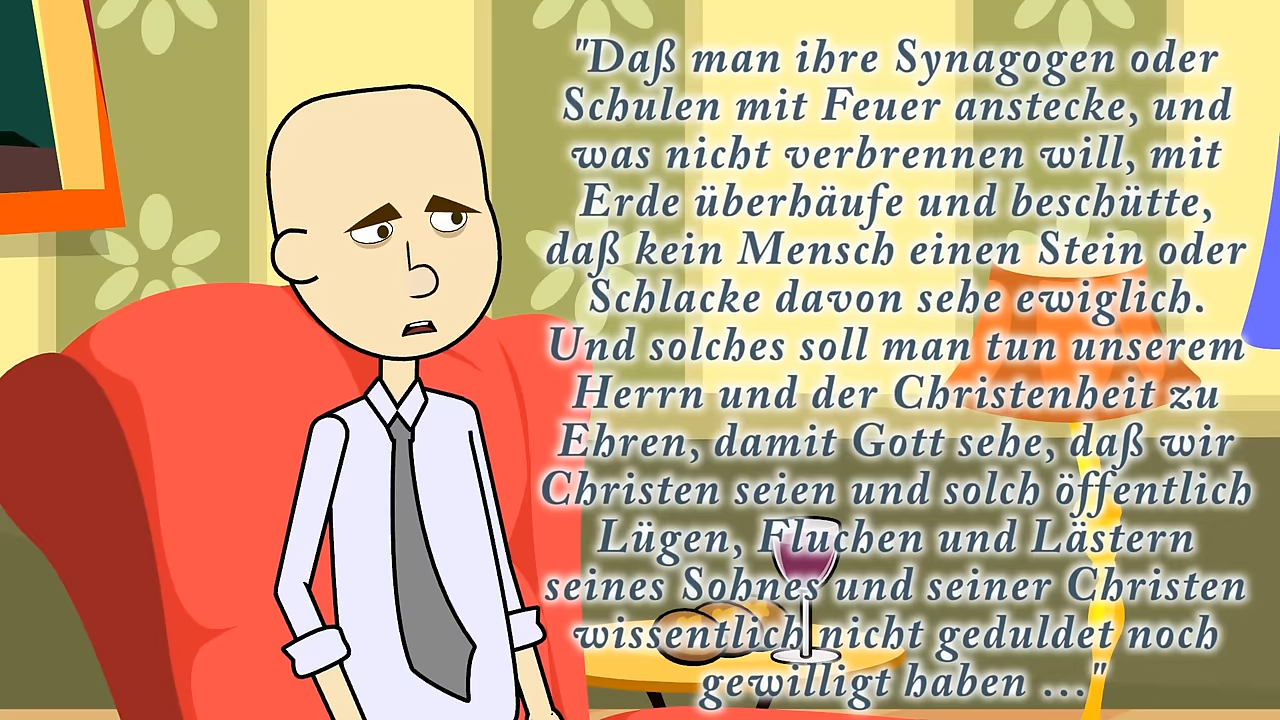 "Daß man ihre Synagogen oder
Schulen mit Feuer anstecke, und
was nicht verbrennen will, mit
Erde überhäufe und beschütte,
daß kein Mensch einen Stein oder
Schlacke davon sehe ewiglich.
Und solches soll man tun unserem
Herrn und der Christenheit zu
Ehren, damit Gott sehe, daß wir
Christen seien und solch öffentlich
Lügen, Fluchen und Lästern
seines Sohnes und seiner Christen
wissentlich nicht geduldet noch
gewilligt haben ..."